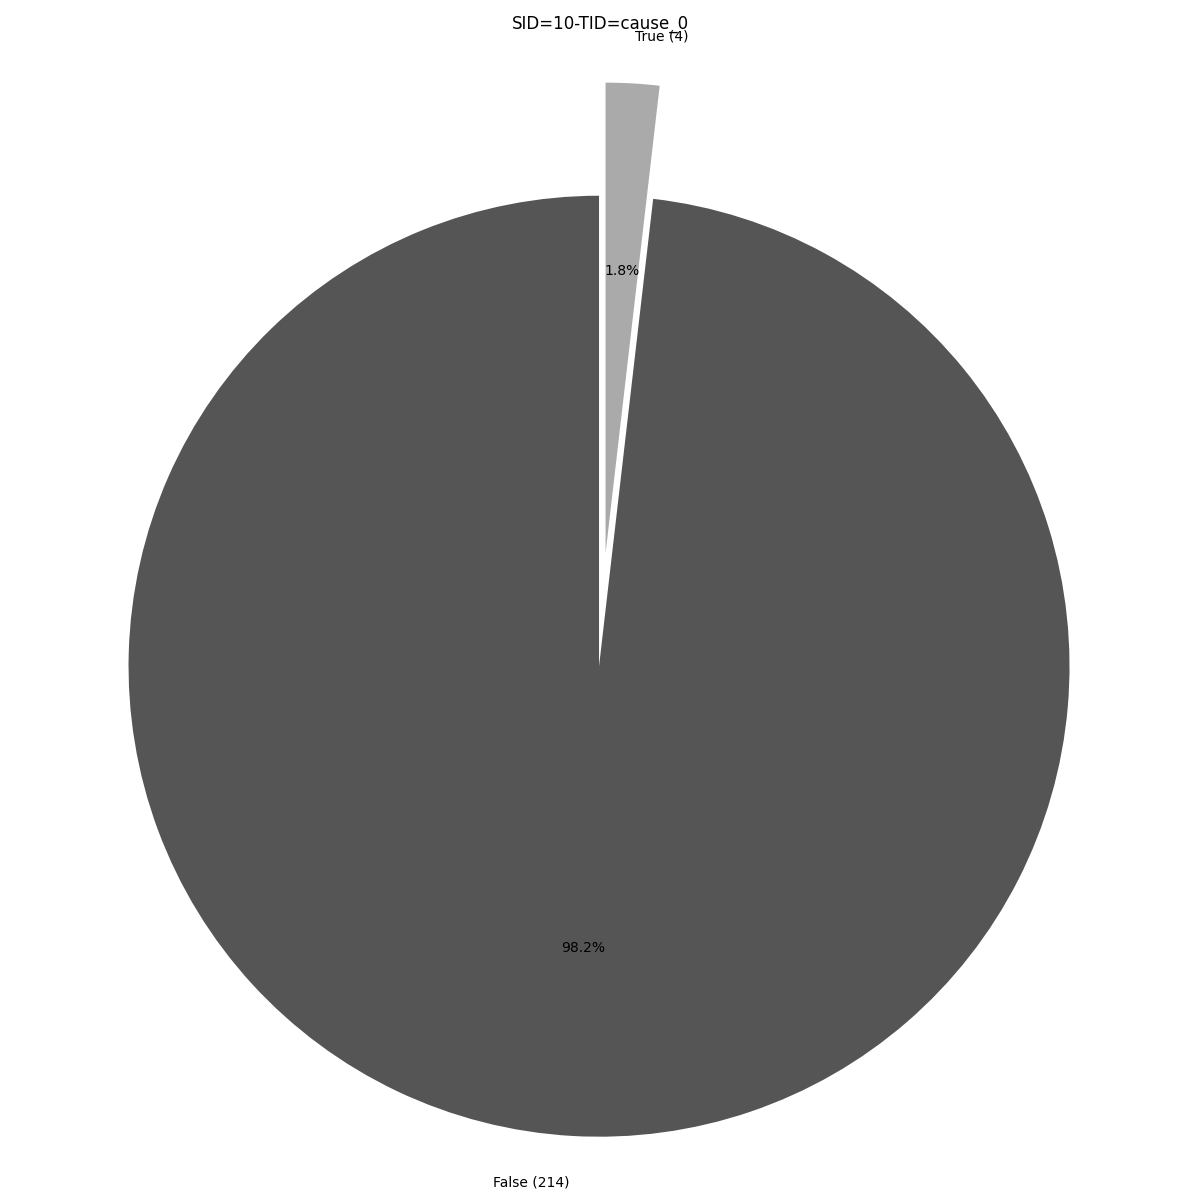 SID=10-TID=cause_0
True (4)
1.8%
98.2%
False (214)